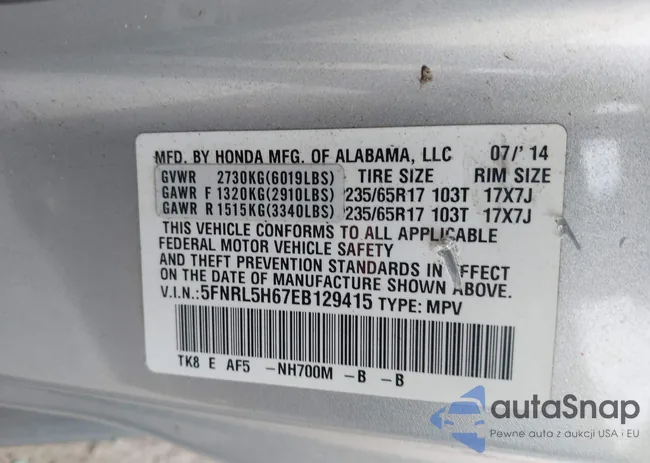 MFD. BY HONDA MFG. OF ALABAMA, LLC 07/' 14
GVWR 2730KG(6019LBS) TIRE SIZE RIM SIZE
GAWR F 1320KG(2910LBS) 235/65R17 103T 17X7J
GAWR R 1515KG(3340LBS) 235/65R17 103T 17X7J
THIS VEHICLE CONFORMS TO ALL APPLICABLE
FEDERAL MOTOR VEHICLE SAFETY
AND THEFT PREVENTION STANDARDS IN EFFECT
ON THE DATE OF MANUFACTURE SHOWN ABOVE.
V.I.N.:5FNRL5H67EB129415 TYPE: MPV
TK8 E AF5 -NH700M -B -B
autoSnap
Pewne auta z aukcji USA i EU